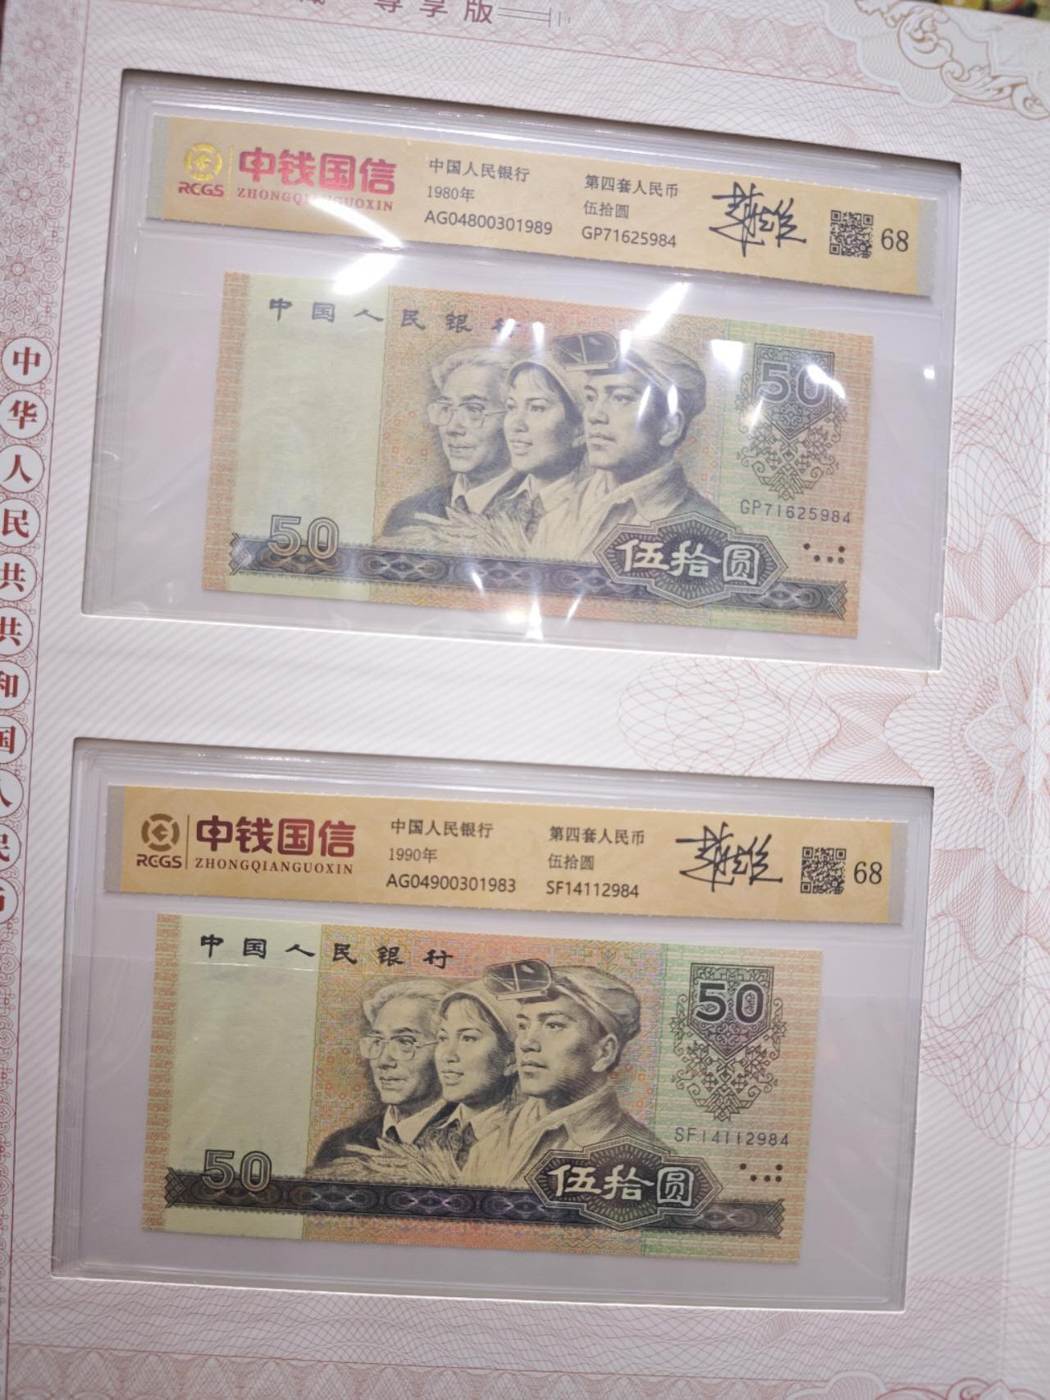 尊享版
中华人民共和国人民币
RCGS
中钱国信
ZHONGQIANGUOXIN
中国人民银行
1980年
AG04800301989
第四套人民币
伍拾圆
GP71625984
68
中国人民银行
50
GP71625984
50
伍拾圆
RCGS
中钱国信
ZHONGQIANGUOXIN
中国人民银行
1990年
AG04900301983
第四套人民币
伍拾圆
SF14112984
68
中国人民银行
50
SF14112984
50
伍拾圆